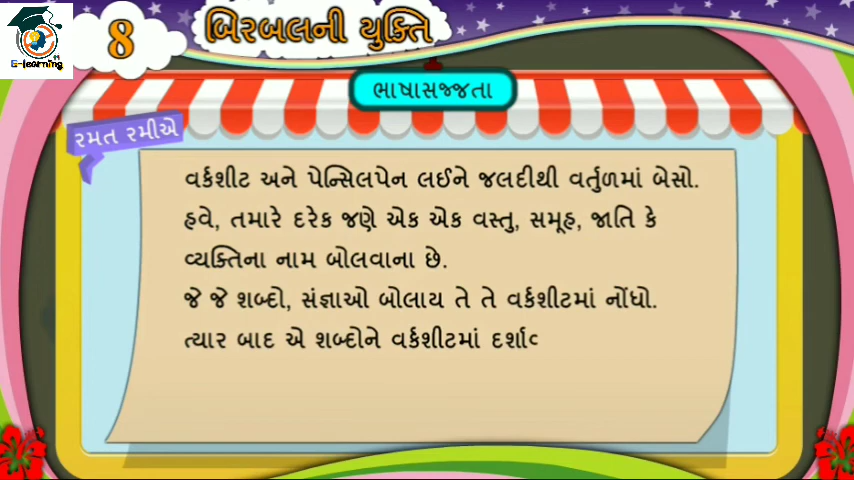 E-learning
8
બિરબલની યુક્તિ
ભાષાસજ્જતા
રમત રમીએ
વર્કશીટ અને પેન્સિલપેન લઈને જલદીથી વર્તુળમાં બેસો.
હવે, તમારે દરેક જણે એક એક વસ્તુ, સમૂહ, જાતિ કે
વ્યક્તિના નામ બોલવાના છે.
જે જે શબ્દો, સંજ્ઞાઓ બોલાય તે તે વર્કશીટમાં નોંધો.
ત્યાર બાદ એ શબ્દોને વર્કશીટમાં